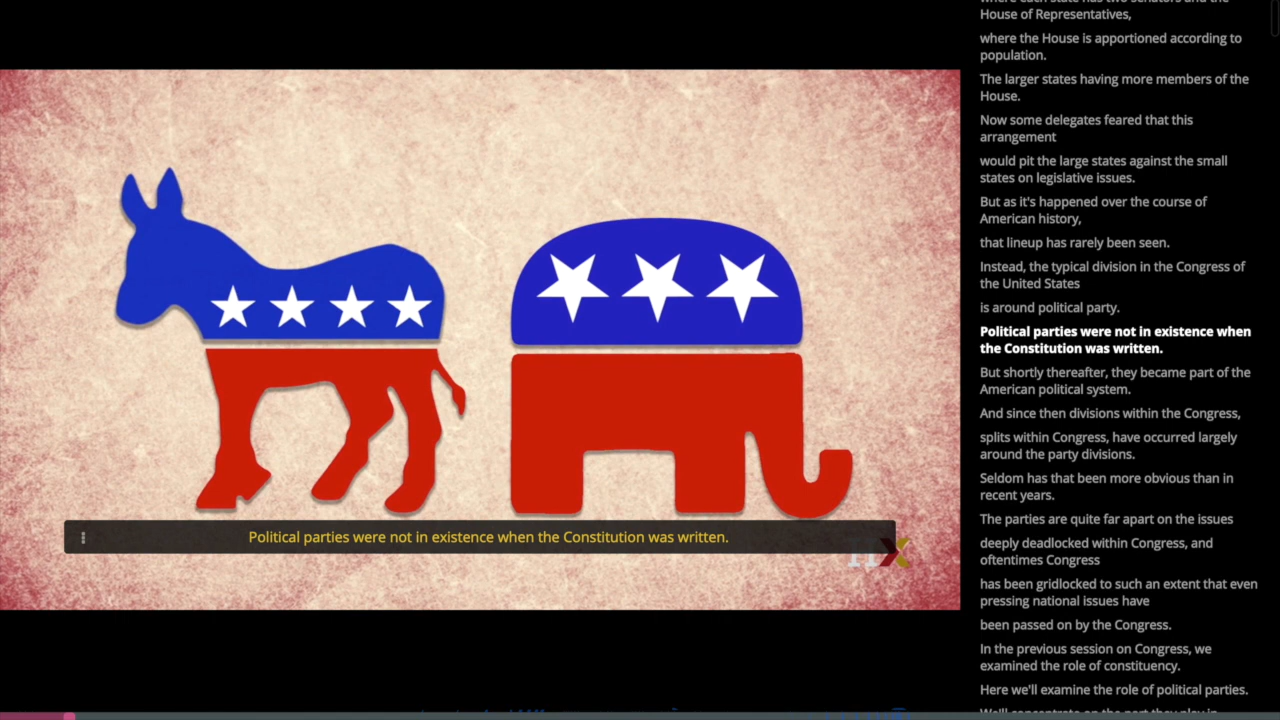 where each state has two senators and the
House of Representatives,
where the House is apportioned according to
population.
The larger states having more members of the
House.
Now some delegates feared that this
arrangement
would pit the large states against the small
states on legislative issues.
But as it's happened over the course of
American history,
that lineup has rarely been seen.
Instead, the typical division in the Congress of
the United States
is around political party.
Political parties were not in existence when
the Constitution was written.
But shortly thereafter, they became part of the
American political system.
And since then divisions within the Congress,
splits within Congress, have occurred largely
around the party divisions.
Seldom has that been more obvious than in
recent years.
The parties are quite far apart on the issues
deeply deadlocked within Congress, and
oftentimes Congress
has been gridlocked to such an extent that even
pressing national issues have
been passed on by the Congress.
In the previous session on Congress, we
examined the role of constituency.
Here we'll examine the role of political parties.
We'll concentrate on the part they play in
Political parties were not in existence when the Constitution was written.